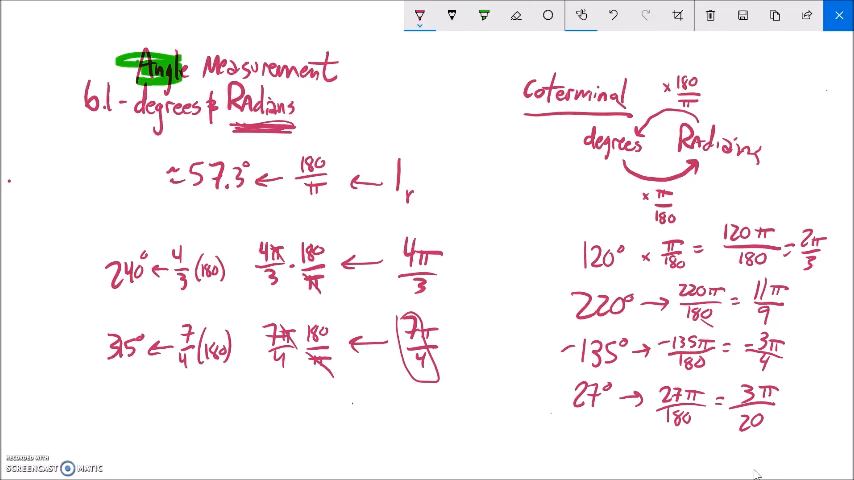 Angle Measurement
6.1 - degrees & Radians
≈ 57.3° ← 180/π ← 1r
240° ← 4/3 (180) 4π/3 · 180/π ← 4π/3
315° ← 7/4 (180) 7π/4 180/π ← 7π/4
Coterminal
× 180/π
degrees Radians
× π/180
120° × π/180 = 120π/180 = 2π/3
220° → 220π/180 = 11π/9
-135° → -135π/180 = -3π/4
27° → 27π/180 = 3π/20
RECORDED WITH
SCREENCAST MATIC